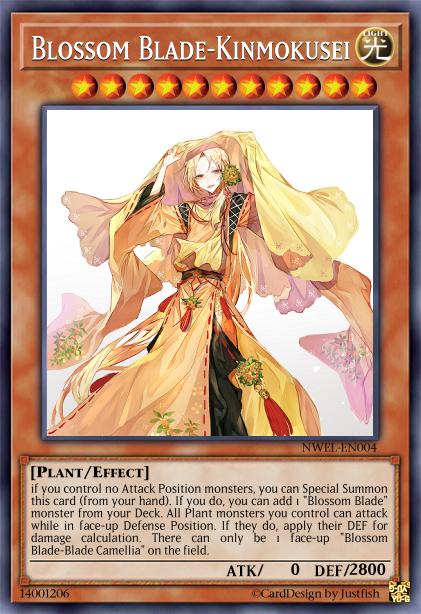 BLOSSOM BLADE-KINMOKUSEI
LIGHT
光
NWEL-EN004
[PLANT/EFFECT]
if you control no Attack Position monsters, you can Special Summon
this card (from your hand). If you do, you can add 1 "Blossom Blade"
monster from your Deck. All Plant monsters you control can attack
while in face-up Defense Position. If they do, apply their DEF for
damage calculation. There can only be 1 face-up "Blossom
Blade-Blade Camellia" on the field.
ATK/ 0 DEF/2800
14001206
©CardDesign by Justfish